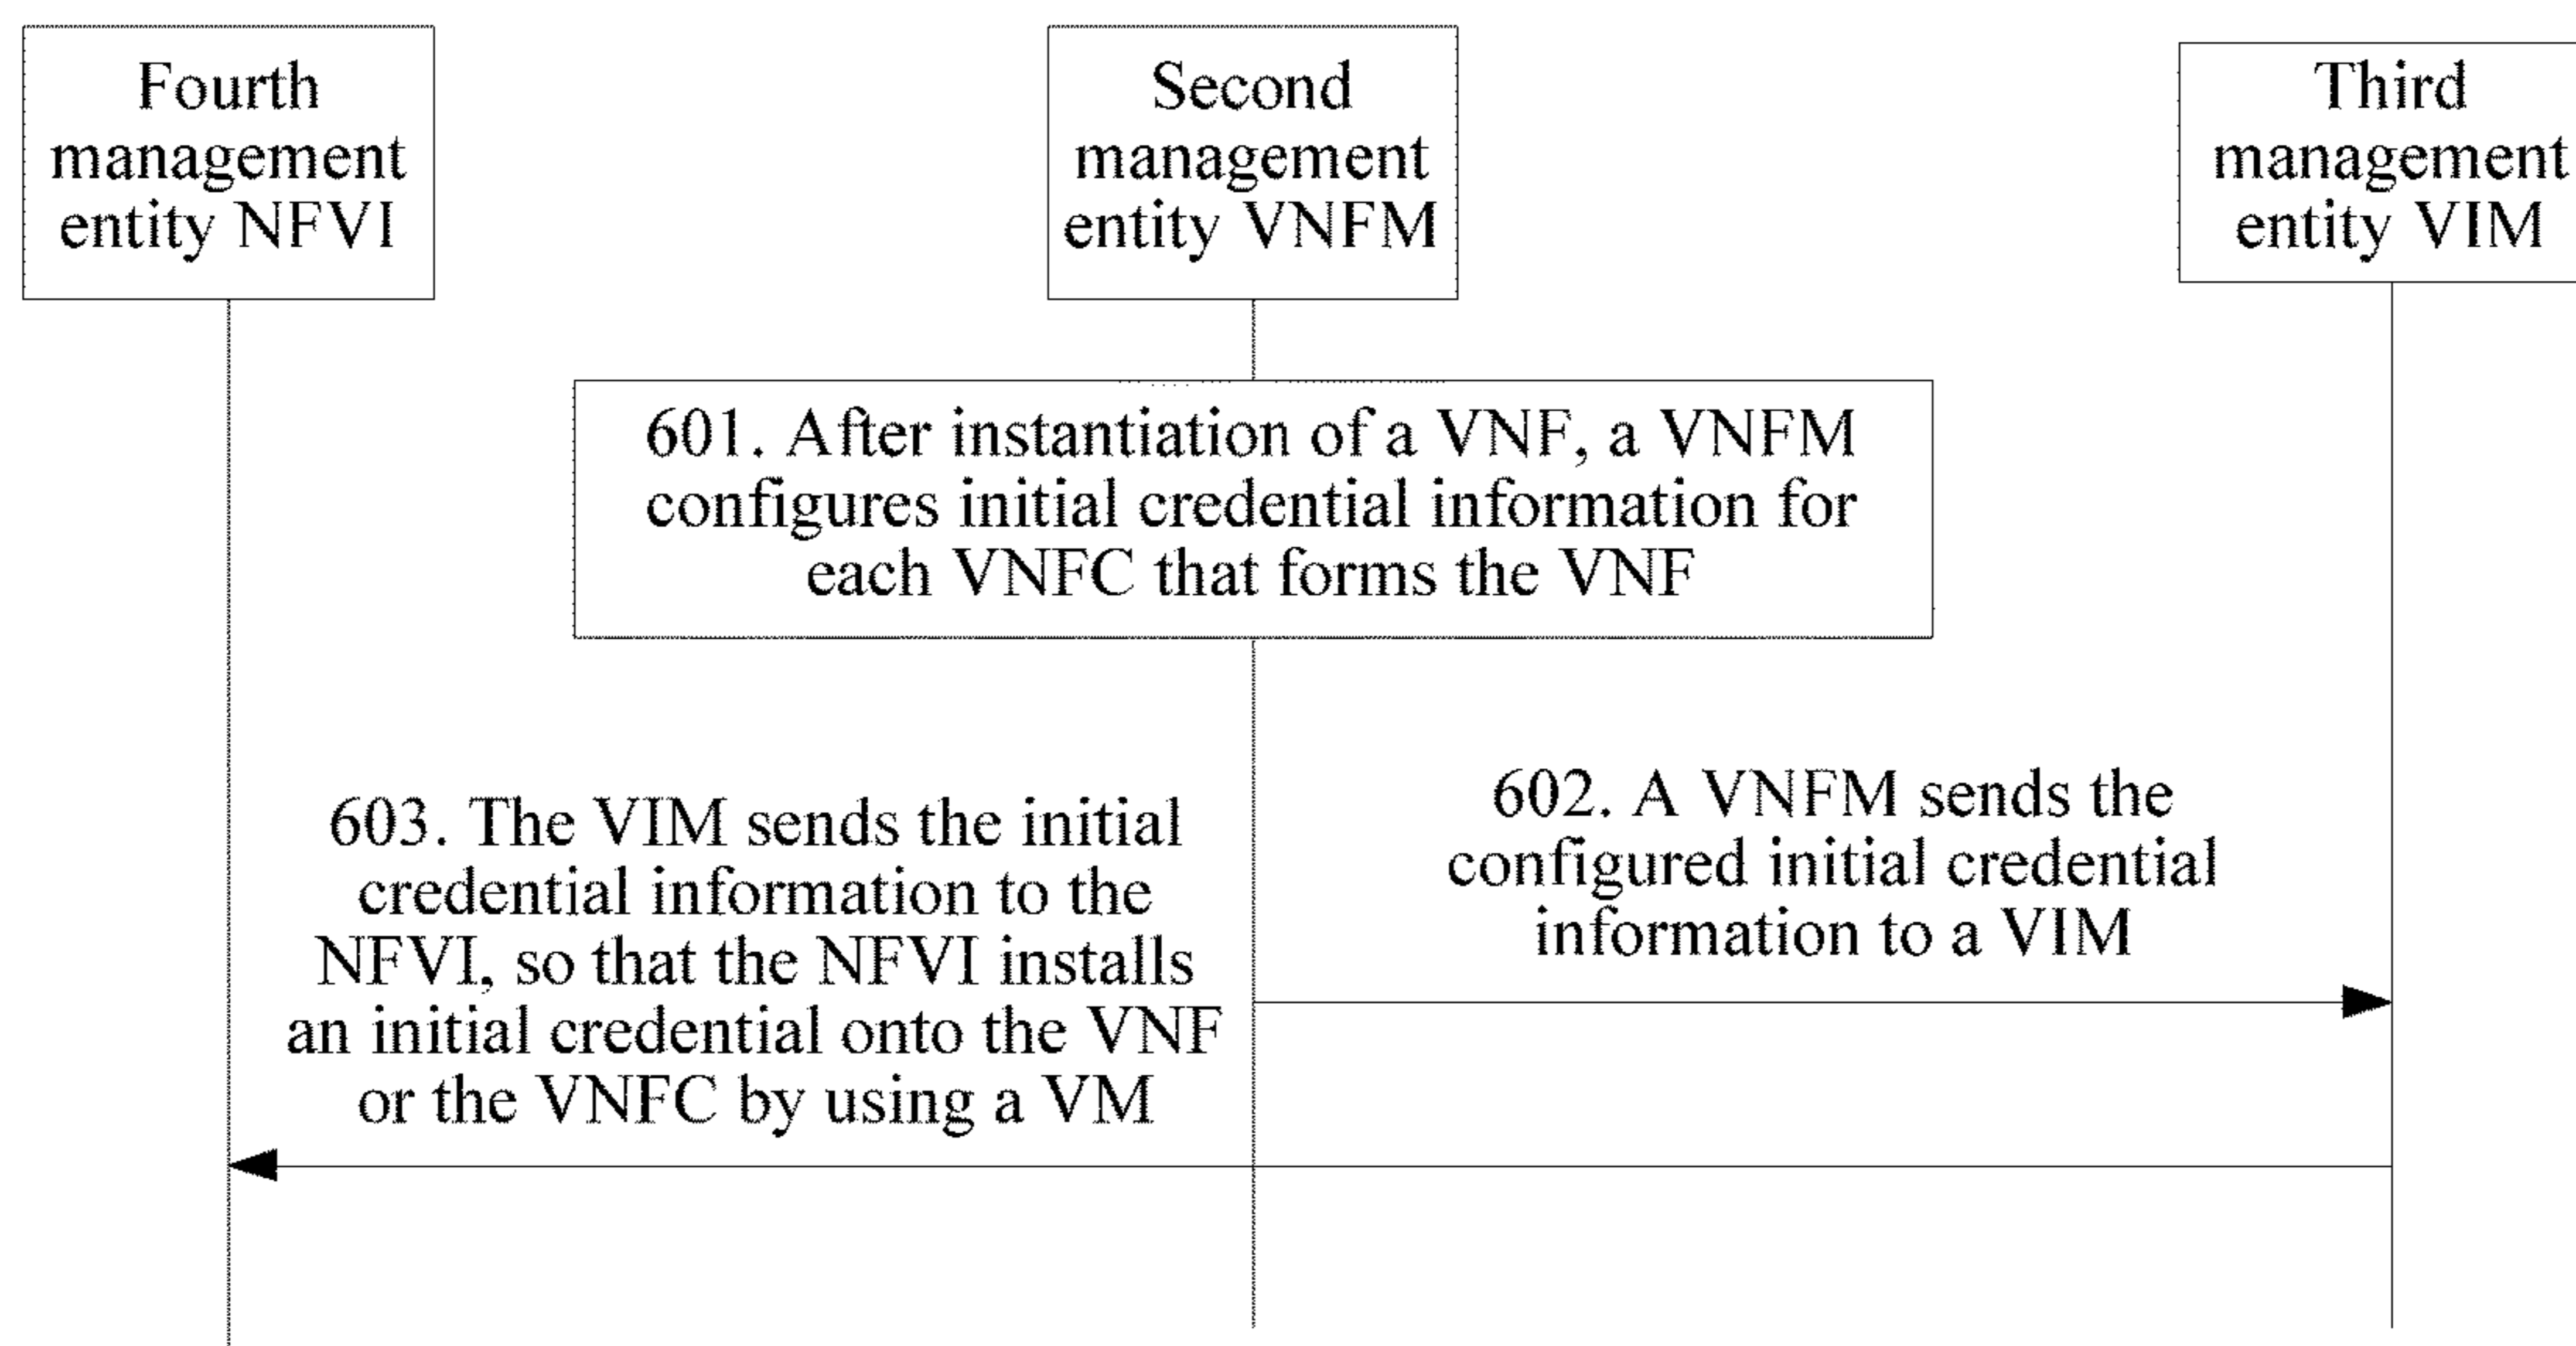 Fourth
management
entity NFVI
Second
management
entity VNFM
Third
management
entity VIM
601. After instantiation of a VNF, a VNFM
configures initial credential information for
each VNFC that forms the VNF
602. A VNFM sends the
configured initial credential
information to a VIM
603. The VIM sends the initial
credential information to the
NFVI, so that the NFVI installs
an initial credential onto the VNF
or the VNFC by using a VM